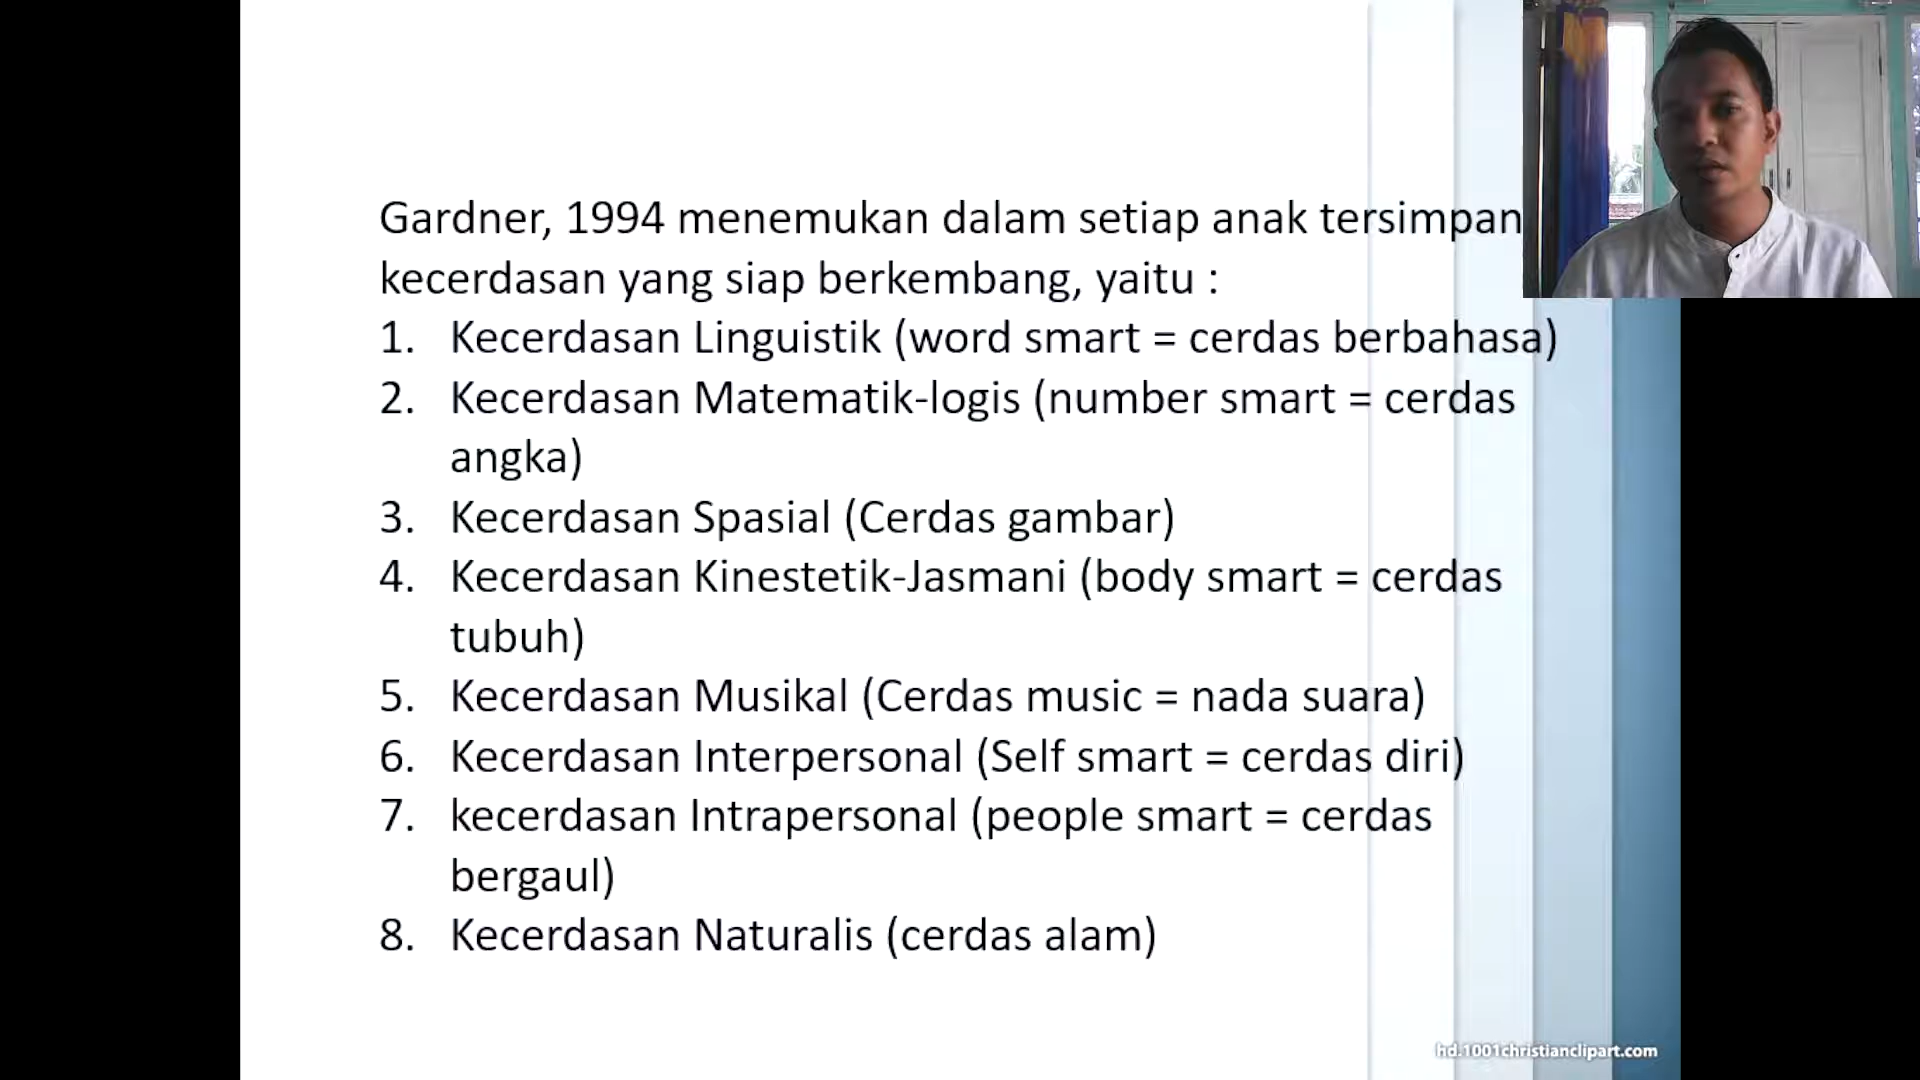 Gardner, 1994 menemukan dalam setiap anak tersimpan
kecerdasan yang siap berkembang, yaitu :
1. Kecerdasan Linguistik (word smart = cerdas berbahasa)
2. Kecerdasan Matematik-logis (number smart = cerdas
angka)
3. Kecerdasan Spasial (Cerdas gambar)
4. Kecerdasan Kinestetik-Jasmani (body smart = cerdas
tubuh)
5. Kecerdasan Musikal (Cerdas music = nada suara)
6. Kecerdasan Interpersonal (Self smart = cerdas diri)
7. kecerdasan Intrapersonal (people smart = cerdas
bergaul)
8. Kecerdasan Naturalis (cerdas alam)
hd.1001christianclipart.com